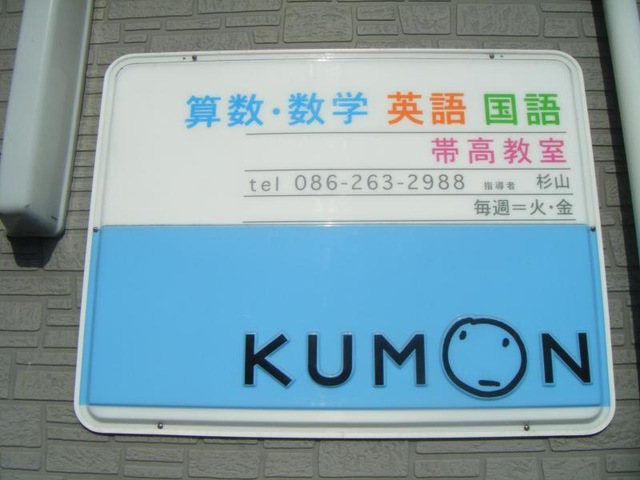 算数・数学 英語 国語
帯高教室
tel 086-263-2988 指導者 杉山
毎週＝火・金
KUMON